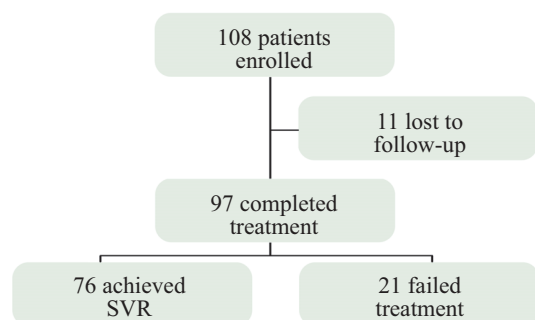 108 patients
enrolled
11 lost to
follow-up
97 completed
treatment
76 achieved
SVR
21 failed
treatment